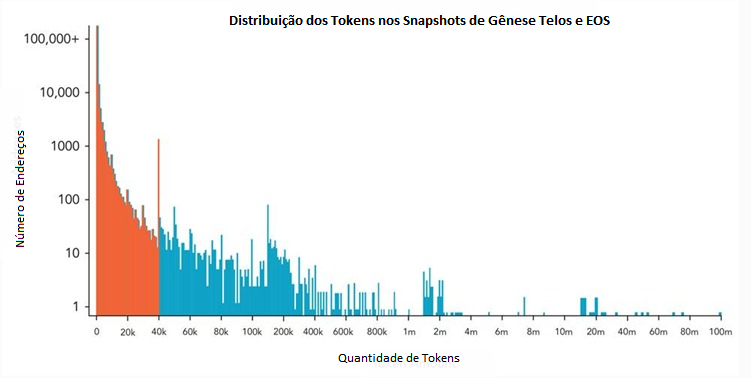 Distribuição dos Tokens nos Snapshots de Gênese Telos e EOS
100,000+
10,000
1000
100
10
1
Número de Endereços
0 20k 40k 60k 80k 100k 200k 400k 600k 800k 1m 2m 4m 6m 8m 10m 20m 40m 60m 80m 100m
Quantidade de Tokens